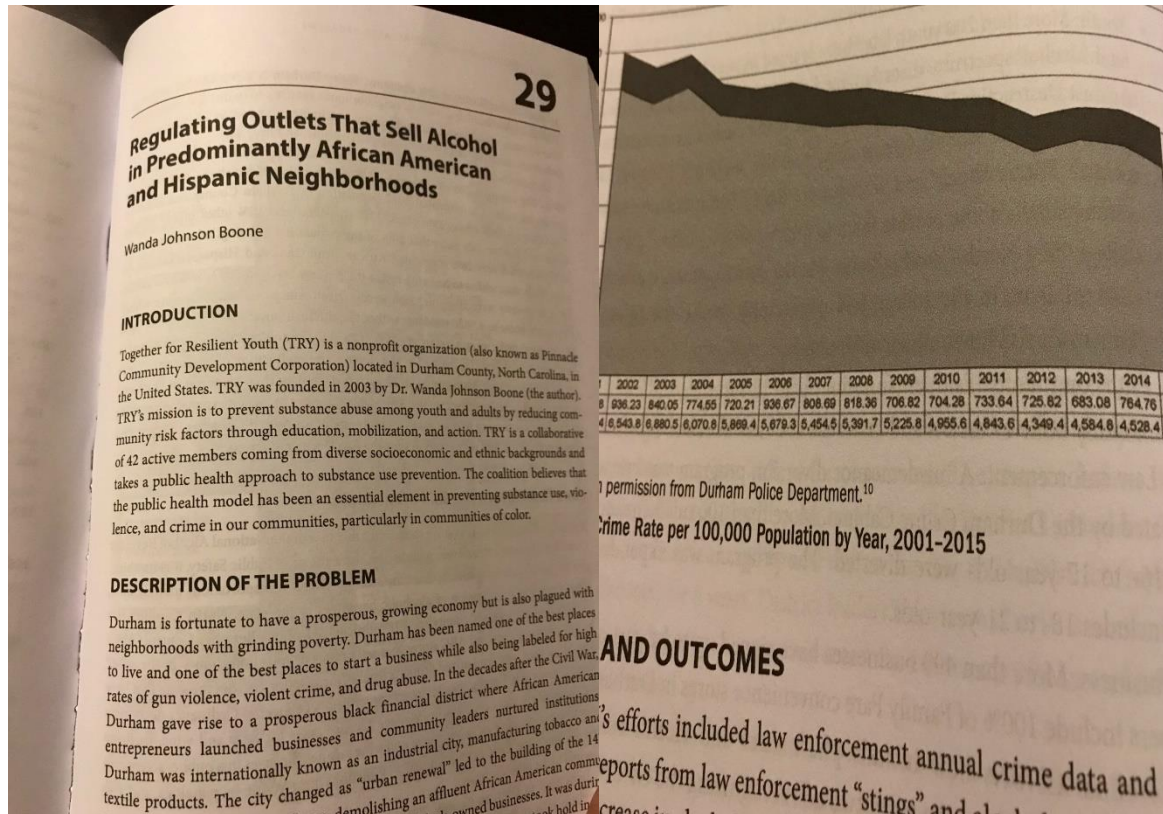 29
Regulating Outlets That Sell Alcohol
in Predominantly African American
and Hispanic Neighborhoods
Wanda Johnson Boone
INTRODUCTION
Together for Resilient Youth (TRY) is a nonprofit organization (also known as Pinnacle
Community Development Corporation) located in Durham County, North Carolina, in
the United States. TRY was founded in 2003 by Dr. Wanda Johnson Boone (the author).
TRY's mission is to prevent substance abuse among youth and adults by reducing com-
munity risk factors through education, mobilization, and action. TRY is a collaborative
of 42 active members coming from diverse socioeconomic and ethnic backgrounds and
takes a public health approach to substance use prevention. The coalition believes that
the public health model has been an essential element in preventing substance use, vio-
lence, and crime in our communities, particularly in communities of color.
DESCRIPTION OF THE PROBLEM
Durham is fortunate to have a prosperous, growing economy but is also plagued with
neighborhoods with grinding poverty. Durham has been named one of the best places
to live and one of the best places to start a business while also being labeled for high
rates of gun violence, violent crime, and drug abuse. In the decades after the Civil War,
Durham gave rise to a prosperous black financial district where African American
entrepreneurs launched businesses and community leaders nurtured institutions
Durham was internationally known as an industrial city, manufacturing tobacco and
textile products. The city changed as "urban renewal" led to the building of the 14
demolishing an affluent African American
owned businesses. It was
hold in
2002 2003 2004 2005 2006 2007 2008 2009 2010 2011 2012 2013 2014
8 936.23 840.05 774.55 720.21 936.67 808.69 818.36 706.82 704.28 733.64 725.62 683.08 764.76
4 6,543.8 6,880.5 6,070.8 5,869.4 5,679.3 5,454.5 5,391.7 5,225.8 4,955.6 4,843.6 4,349.4 4,584.8 4,528.4
permission from Durham Police Department.10
Crime Rate per 100,000 Population by Year, 2001–2015
AND OUTCOMES
's efforts included law enforcement annual crime data and
eports from law enforcement "stings" and